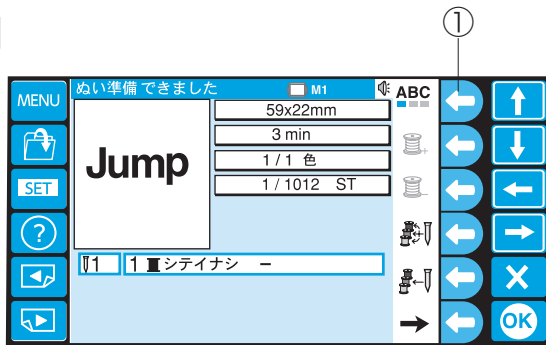 ①
MENU
ぬい準備 できました
M1
ABC
59x22mm
3 min
1 / 1 色
1 / 1012 ST
Jump
SET
?
1
1 シテイナシ –
OK